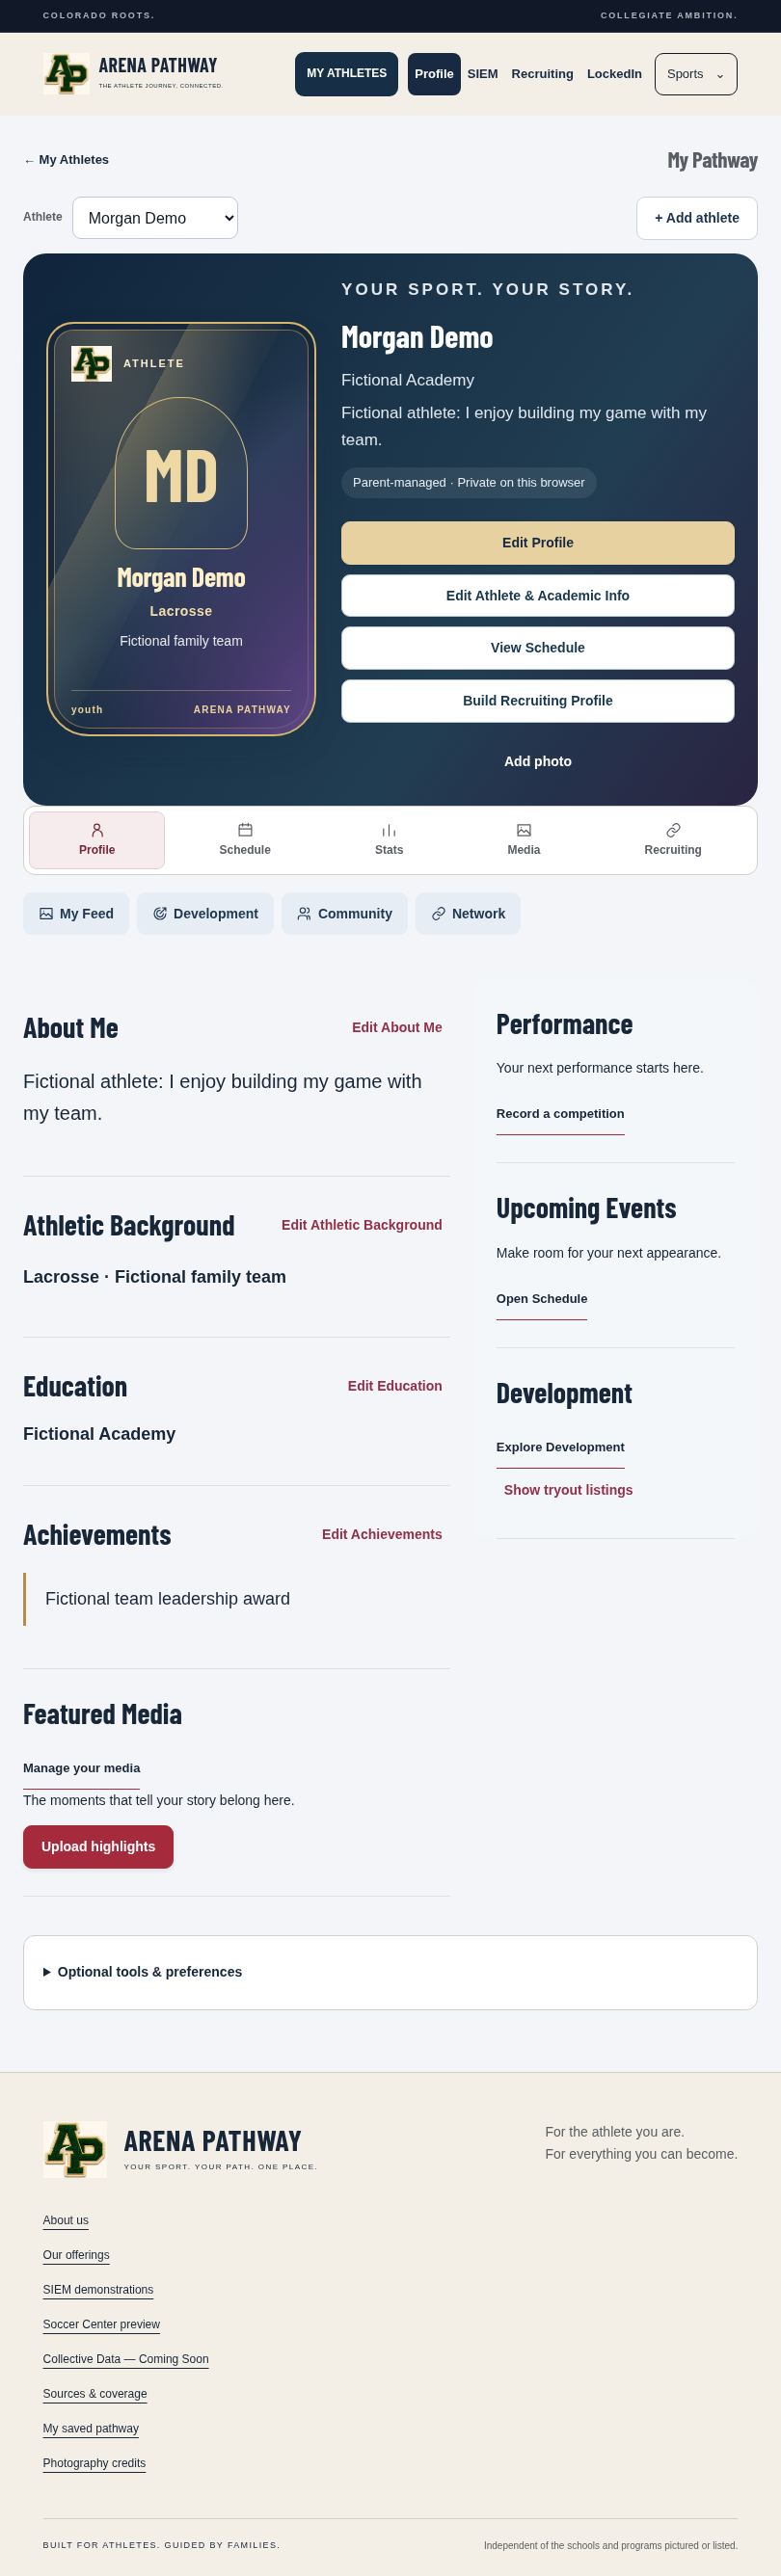 COLORADO ROOTS.
COLLEGIATE AMBITION.
AP
ARENA PATHWAY
THE ATHLETE JOURNEY, CONNECTED.
MY ATHLETES
Profile
SIEM
Recruiting
LockedIn
Sports
← My Athletes
My Pathway
Athlete
Morgan Demo
+ Add athlete
AP
ATHLETE
MD
Morgan Demo
Lacrosse
Fictional family team
youth
ARENA PATHWAY
YOUR SPORT. YOUR STORY.
Morgan Demo
Fictional Academy
Fictional athlete: I enjoy building my game with my
team.
Parent-managed · Private on this browser
Edit Profile
Edit Athlete & Academic Info
View Schedule
Build Recruiting Profile
Add photo
Profile
Schedule
Stats
Media
Recruiting
My Feed
Development
Community
Network
About Me
Edit About Me
Fictional athlete: I enjoy building my game with
my team.
Athletic Background
Edit Athletic Background
Lacrosse · Fictional family team
Education
Edit Education
Fictional Academy
Achievements
Edit Achievements
Fictional team leadership award
Featured Media
Manage your media
The moments that tell your story belong here.
Upload highlights
Performance
Your next performance starts here.
Record a competition
Upcoming Events
Make room for your next appearance.
Open Schedule
Development
Explore Development
Show tryout listings
Optional tools & preferences
AP
ARENA PATHWAY
YOUR SPORT. YOUR PATH. ONE PLACE.
For the athlete you are.
For everything you can become.
About us
Our offerings
SIEM demonstrations
Soccer Center preview
Collective Data — Coming Soon
Sources & coverage
My saved pathway
Photography credits
BUILT FOR ATHLETES. GUIDED BY FAMILIES.
Independent of the schools and programs pictured or listed.